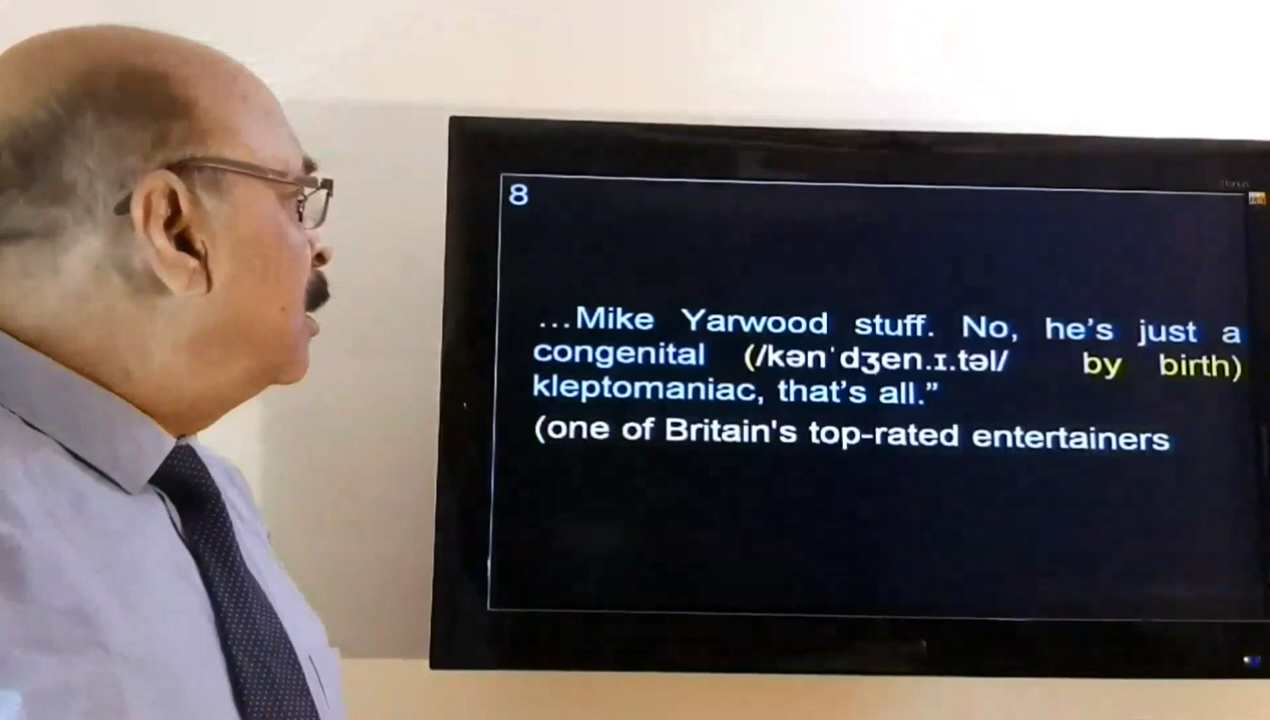 8
…Mike Yarwood stuff. No, he’s just a
congenital (/kənˈdʒen.ɪ.təl/ by birth)
kleptomaniac, that’s all.”
(one of Britain's top-rated entertainers